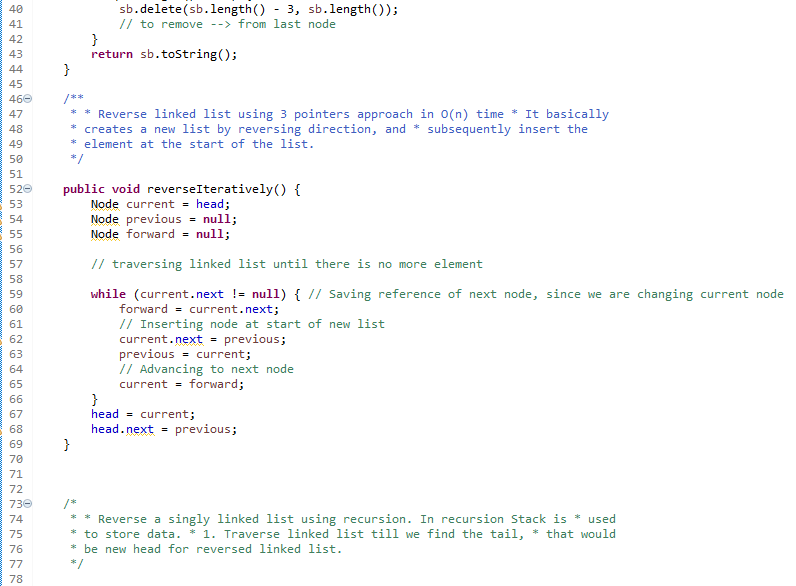 40 sb.delete(sb.length() - 3, sb.length());
41 // to remove --> from last node
42 }
43 return sb.toString();
44 }
45
46 /**
47 * * Reverse linked list using 3 pointers approach in O(n) time * It basically
48 * creates a new list by reversing direction, and * subsequently insert the
49 * element at the start of the list.
50 */
51
52 public void reverseIteratively() {
53 Node current = head;
54 Node previous = null;
55 Node forward = null;
56
57 // traversing linked list until there is no more element
58
59 while (current.next != null) { // Saving reference of next node, since we are changing current node
60 forward = current.next;
61 // Inserting node at start of new list
62 current.next = previous;
63 previous = current;
64 // Advancing to next node
65 current = forward;
66 }
67 head = current;
68 head.next = previous;
69 }
70
71
72
73 /*
74 * * Reverse a singly linked list using recursion. In recursion Stack is * used
75 * to store data. * 1. Traverse linked list till we find the tail, * that would
76 * be new head for reversed linked list.
77 */
78